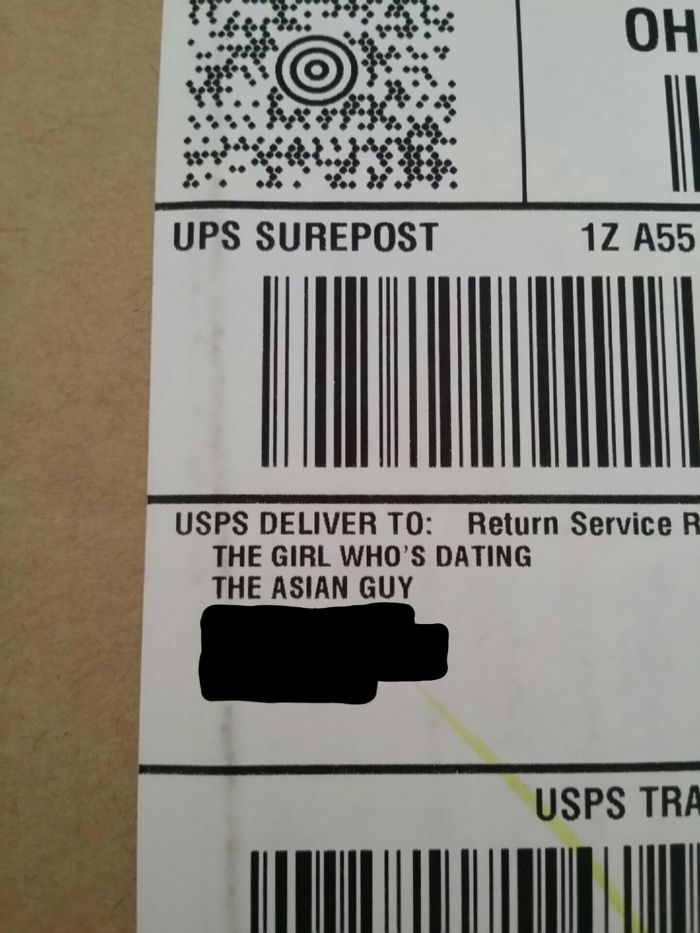 OH
UPS SUREPOST 1Z A55
USPS DELIVER TO: Return Service R
THE GIRL WHO'S DATING
THE ASIAN GUY
USPS TRA